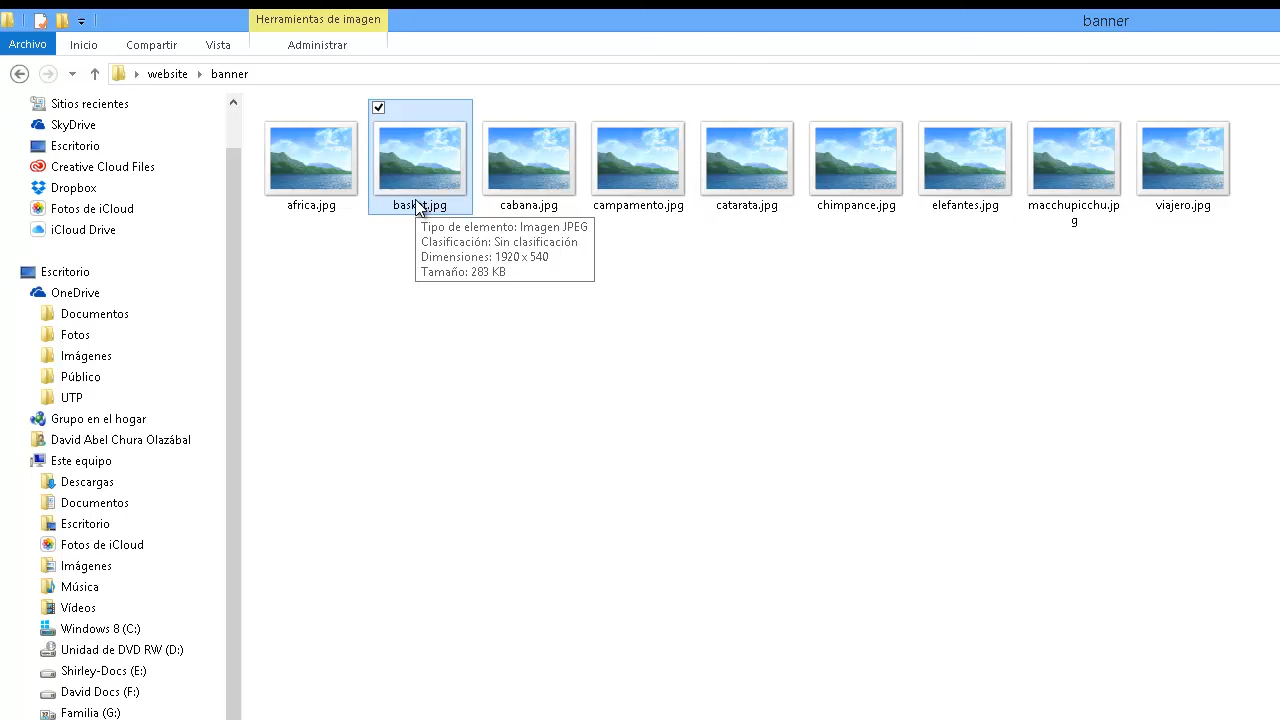 Herramientas de imagen
banner
Archivo
Inicio
Compartir
Vista
Administrar
website
banner
Sitios recientes
SkyDrive
Escritorio
Creative Cloud Files
Dropbox
Fotos de iCloud
iCloud Drive
Escritorio
OneDrive
Documentos
Fotos
Imágenes
Público
UTP
Grupo en el hogar
David Abel Chura Olazábal
Este equipo
Descargas
Documentos
Escritorio
Fotos de iCloud
Imágenes
Música
Vídeos
Windows 8 (C:)
Unidad de DVD RW (D:)
Shirley-Docs (E:)
David Docs (F:)
Familia (G:)
africa.jpg
basket.jpg
cabana.jpg
campamento.jpg
catarata.jpg
chimpance.jpg
elefantes.jpg
macchupicchu.jp
g
viajero.jpg
Tipo de elemento: Imagen JPEG
Clasificación: Sin clasificación
Dimensiones: 1920 x 540
Tamaño: 283 KB